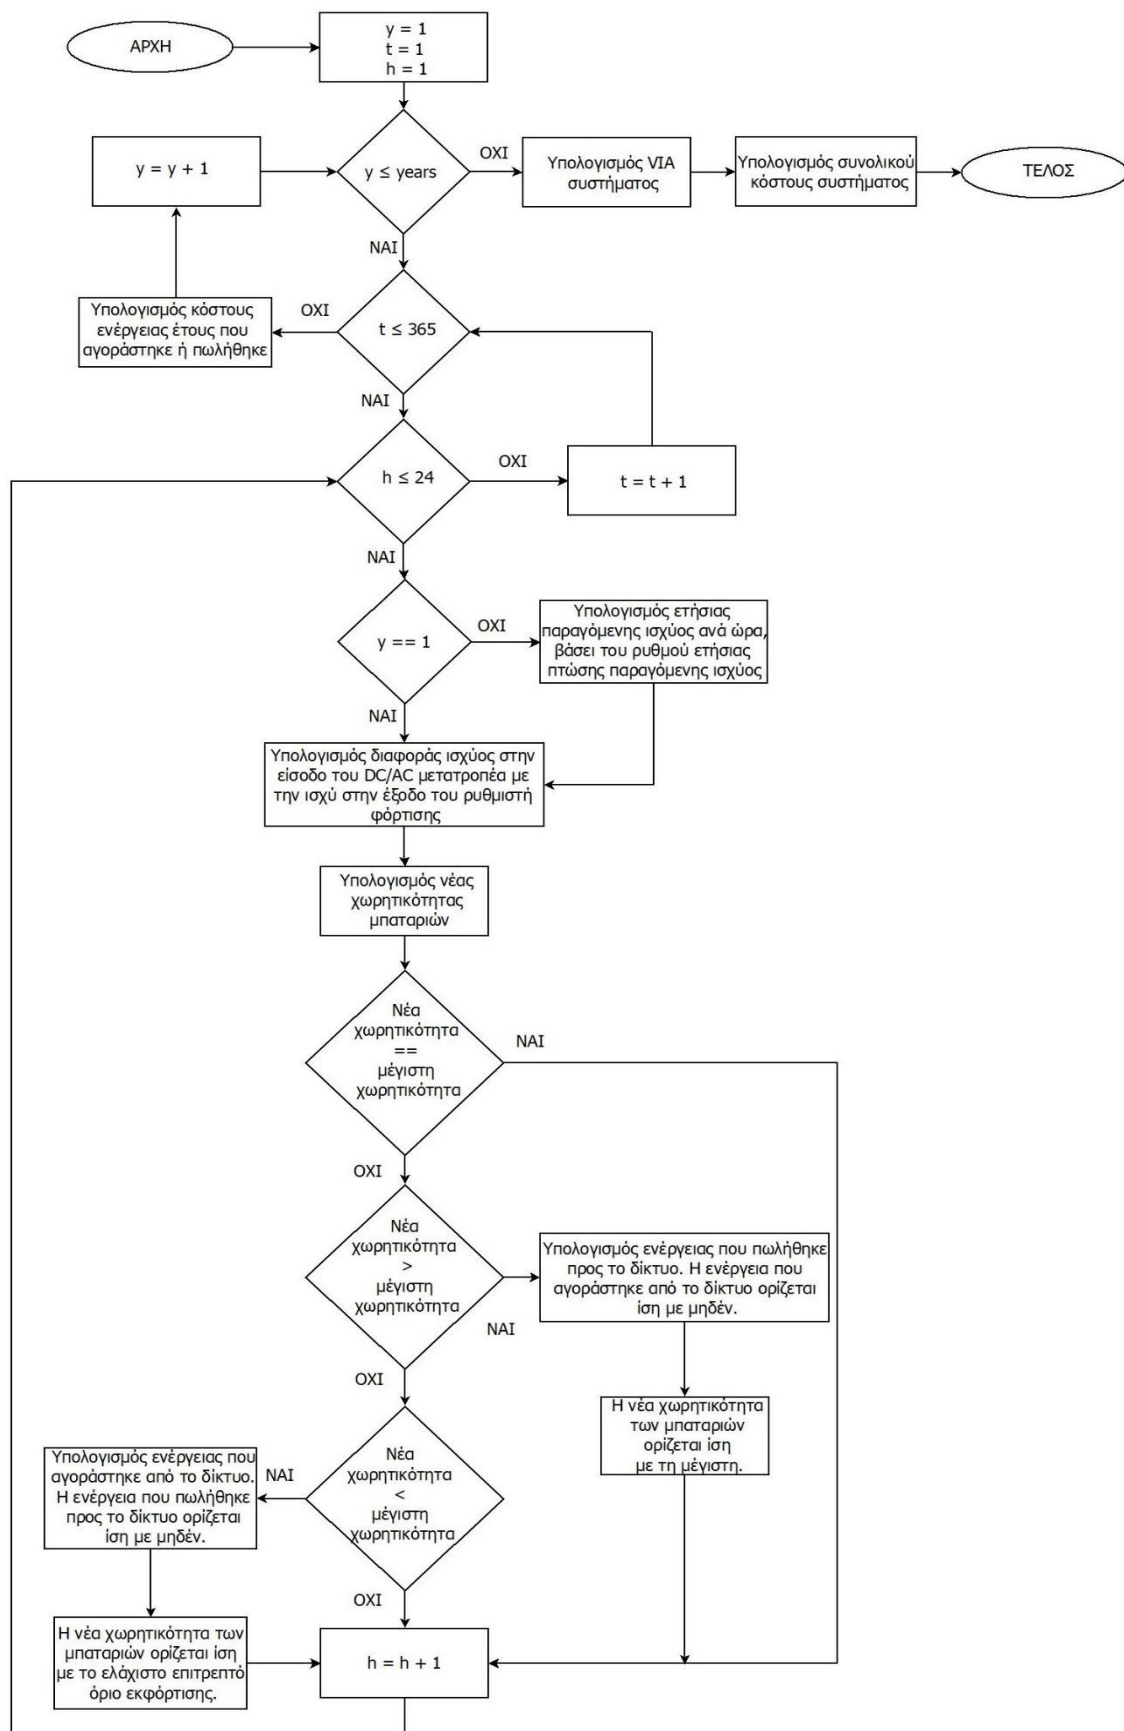 ΑΡΧΗ
y = 1
t = 1
h = 1
y = y + 1
y ≤ years
ΟΧΙ
Υπολογισμός VIA
συστήματος
Υπολογισμός συνολικού
κόστους συστήματος
ΤΕΛΟΣ
ΝΑΙ
Υπολογισμός κόστους
ενέργειας έτους που
αγοράστηκε ή πωλήθηκε
ΟΧΙ
t ≤ 365
ΝΑΙ
h ≤ 24
ΟΧΙ
t = t + 1
ΝΑΙ
y == 1
ΟΧΙ
Υπολογισμός ετήσιας
παραγόμενης ισχύος ανά ώρα,
βάσει του ρυθμού ετήσιας
πτώσης παραγόμενης ισχύος
ΝΑΙ
Υπολογισμός διαφοράς ισχύος στην
είσοδο του DC/AC μετατροπέα με
την ισχύ στην έξοδο του ρυθμιστή
φόρτισης
Υπολογισμός νέας
χωρητικότητας
μπαταριών
Νέα
χωρητικότητα
==
μέγιστη
χωρητικότητα
ΝΑΙ
ΟΧΙ
Νέα
χωρητικότητα
>
μέγιστη
χωρητικότητα
ΝΑΙ
Υπολογισμός ενέργειας που πωλήθηκε
προς το δίκτυο. Η ενέργεια που
αγοράστηκε από το δίκτυο ορίζεται
ίση με μηδέν.
ΟΧΙ
Η νέα χωρητικότητα
των μπαταριών
ορίζεται ίση
με τη μέγιστη.
Νέα
χωρητικότητα
<
μέγιστη
χωρητικότητα
ΝΑΙ
Υπολογισμός ενέργειας που
αγοράστηκε από το δίκτυο.
Η ενέργεια που πωλήθηκε
προς το δίκτυο ορίζεται
ίση με μηδέν.
ΟΧΙ
Η νέα χωρητικότητα των
μπαταριών ορίζεται ίση
με το ελάχιστο επιτρεπτό
όριο εκφόρτισης.
h = h + 1